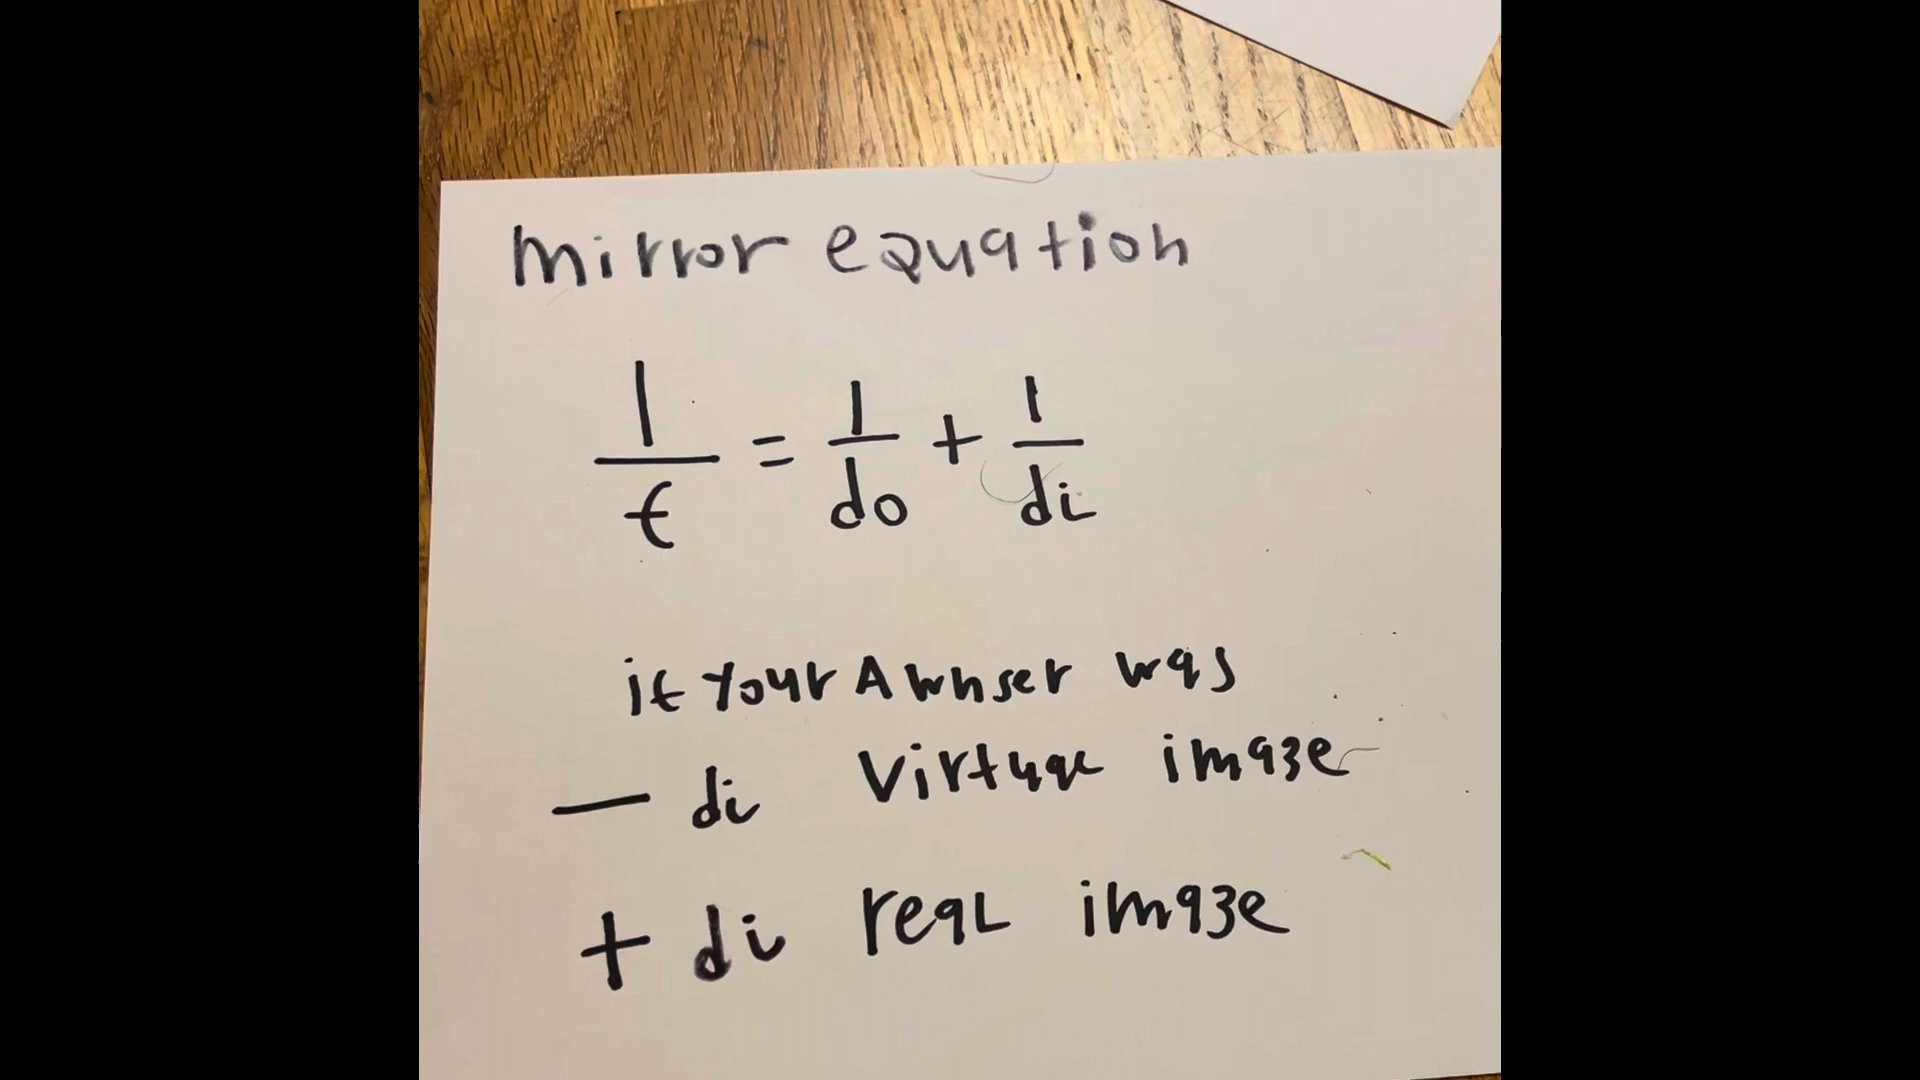 mirror equation
1/f = 1/do + 1/di
if your Awnser was
— di Virtual image
+ di real image